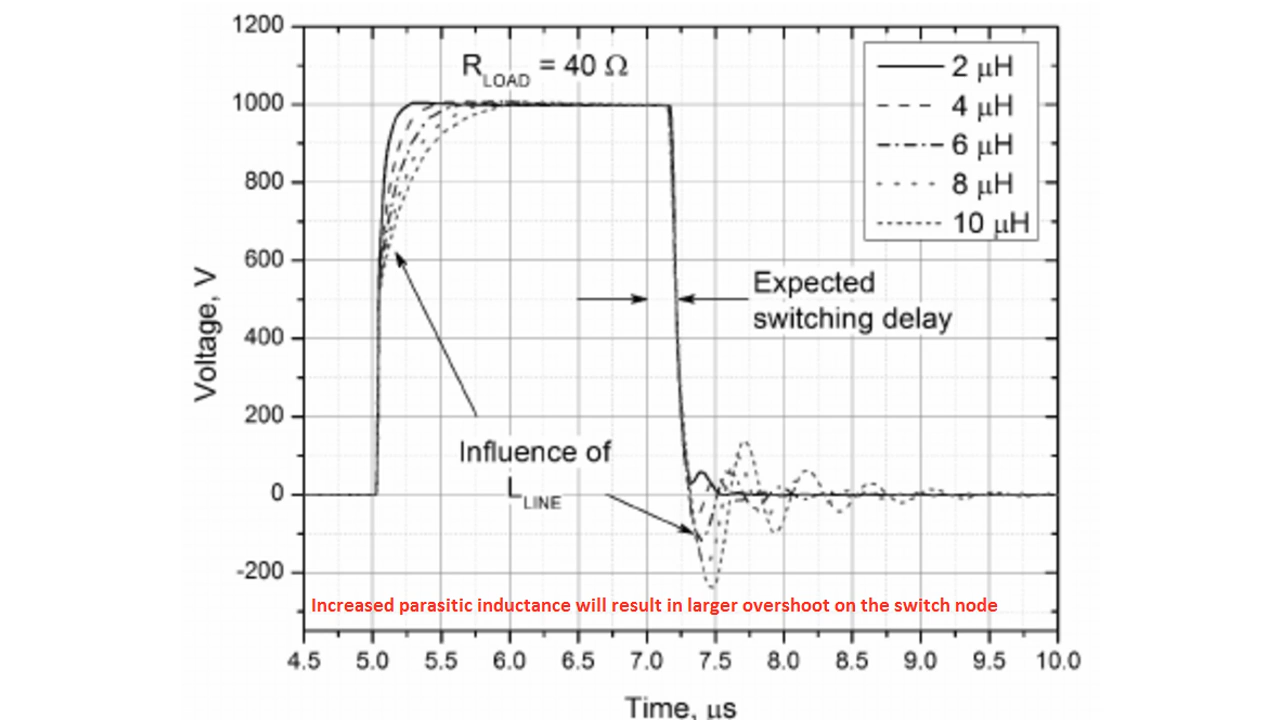 1200
1000
800
600
400
200
0
-200
Voltage, V
R LOAD = 40 Ω
2 μH
4 μH
6 μH
8 μH
10 μH
Expected
switching delay
Influence of
L LINE
Increased parasitic inductance will result in larger overshoot on the switch node
4.5 5.0 5.5 6.0 6.5 7.0 7.5 8.0 8.5 9.0 9.5 10.0
Time, μs